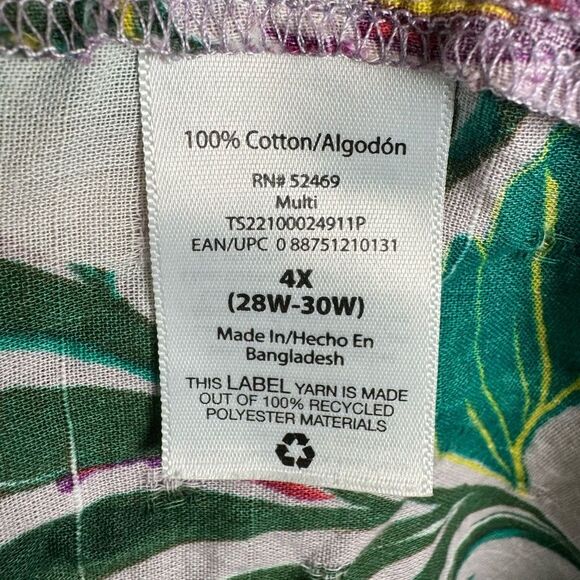 100% Cotton/Algodón
RN# 52469
Multi
TS22100024911P
EAN/UPC 0 88751210131
4X
(28W-30W)
Made In/Hecho En
Bangladesh
THIS LABEL YARN IS MADE
OUT OF 100% RECYCLED
POLYESTER MATERIALS